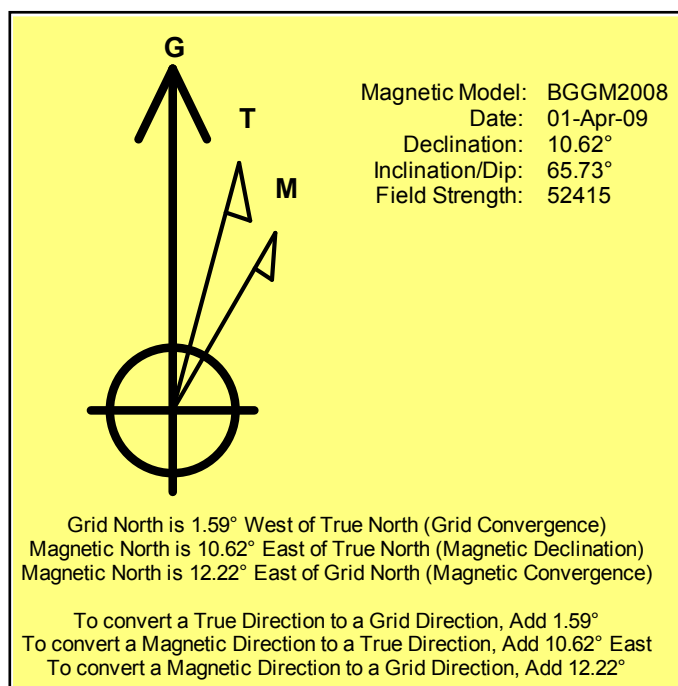 G
T
M
Magnetic Model: BGGM2008
Date: 01-Apr-09
Declination: 10.62°
Inclination/Dip: 65.73°
Field Strength: 52415
Grid North is 1.59° West of True North (Grid Convergence)
Magnetic North is 10.62° East of True North (Magnetic Declination)
Magnetic North is 12.22° East of Grid North (Magnetic Convergence)
To convert a True Direction to a Grid Direction, Add 1.59°
To convert a Magnetic Direction to a True Direction, Add 10.62° East
To convert a Magnetic Direction to a Grid Direction, Add 12.22°